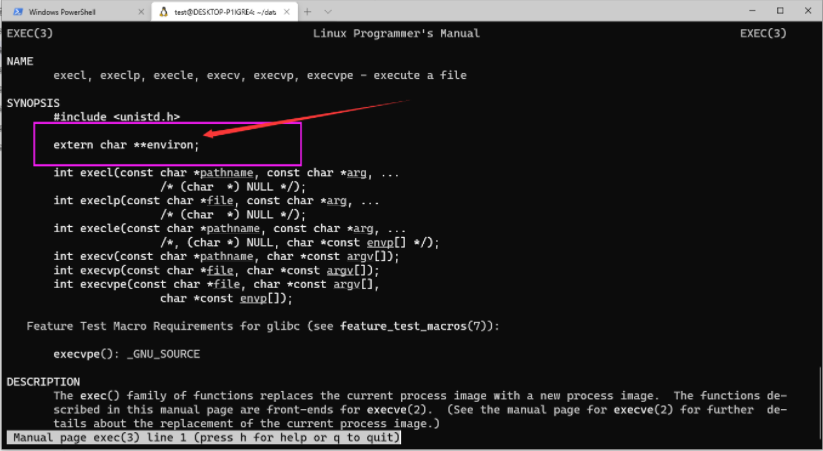 Windows PowerShell
test@DESKTOP-P1KGRE4: ~/data
EXEC(3) Linux Programmer's Manual EXEC(3)
NAME
execl, execlp, execle, execv, execvp, execvpe - execute a file
SYNOPSIS
#include <unistd.h>
extern char **environ;
int execl(const char *pathname, const char *arg, ...
/* (char  *) NULL */);
int execlp(const char *file, const char *arg, ...
/* (char  *) NULL */);
int execle(const char *pathname, const char *arg, ...
/*, (char *) NULL, char *const envp[] */);
int execv(const char *pathname, char *const argv[]);
int execvp(const char *file, char *const argv[]);
int execvpe(const char *file, char *const argv[],
char *const envp[]);
Feature Test Macro Requirements for glibc (see feature_test_macros(7)):
execvpe(): _GNU_SOURCE
DESCRIPTION
The exec() family of functions replaces the current process image with a new process image.  The functions de-
scribed in this manual page are front-ends for execve(2).  (See the manual page for execve(2) for further  de-
tails about the replacement of the current process image.)
Manual page exec(3) line 1 (press h for help or q to quit)